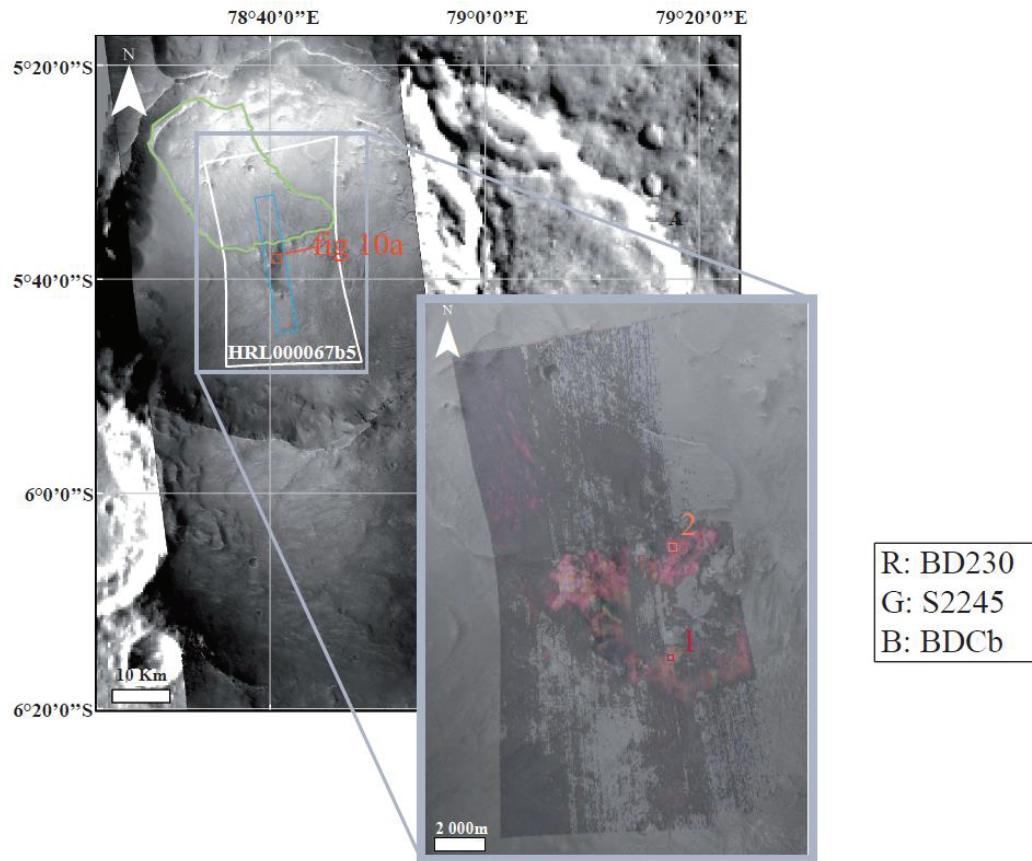 78°40’0’’E
79°0’0’’E
79°20’0’’E
5°20’0’’S
N
A
fig 10a
5°40’0’’S
HRL000067b5
N
6°0’0’’S
2
R: BD230
G: S2245
B: BDCb
1
10 Km
6°20’0’’S
2 000m